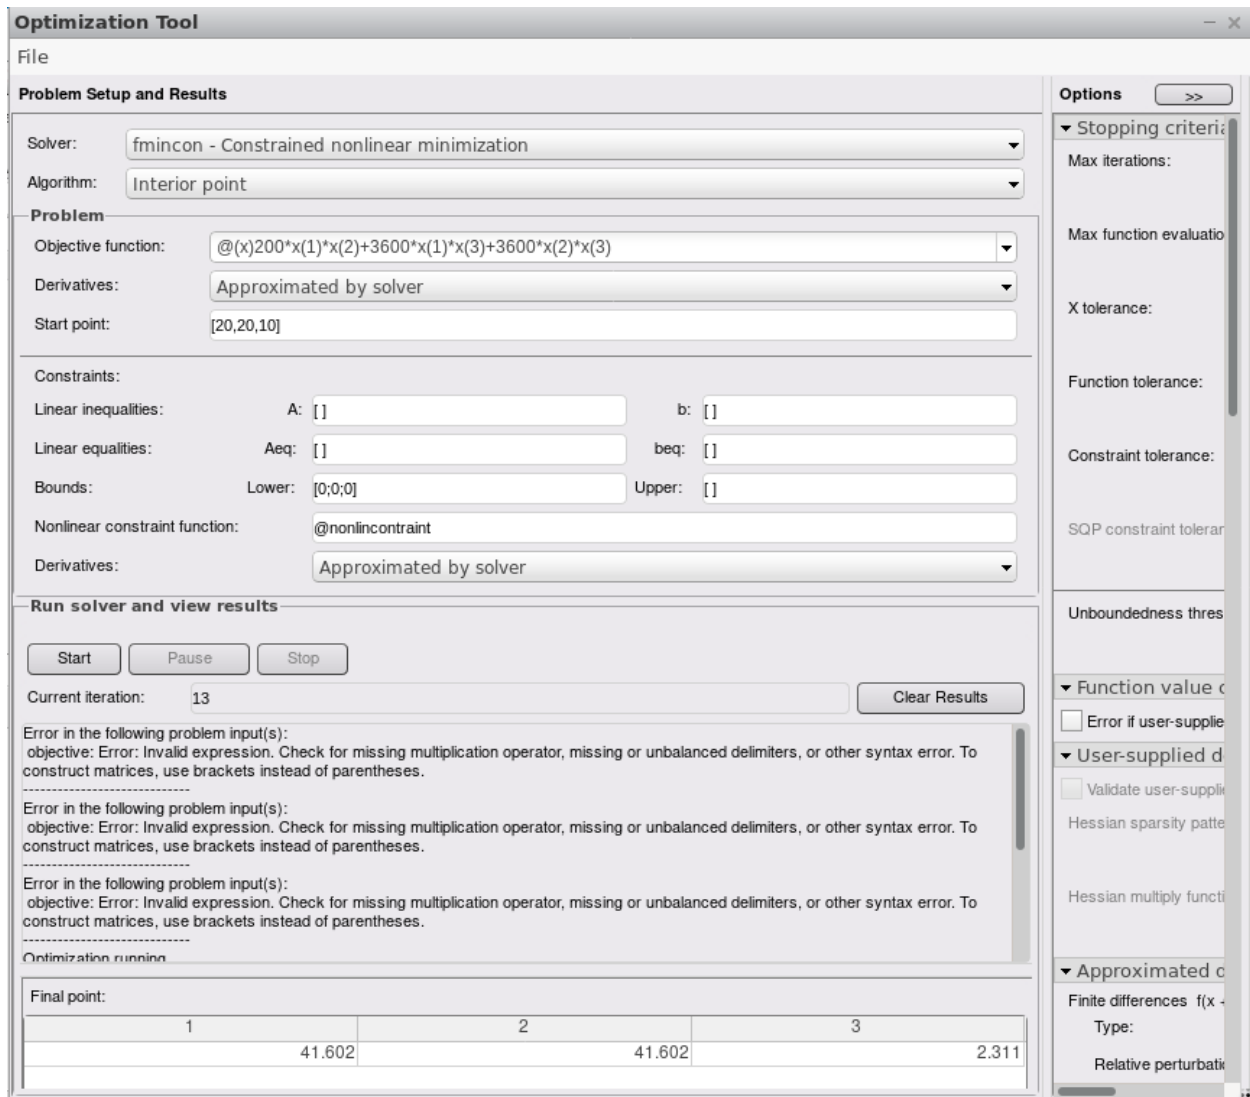 Optimization Tool
File
Problem Setup and Results
Options >>
Solver: fmincon - Constrained nonlinear minimization
Algorithm: Interior point
Problem
Objective function: @(x)200*x(1)*x(2)+3600*x(1)*x(3)+3600*x(2)*x(3)
Derivatives: Approximated by solver
Start point: [20,20,10]
Constraints:
Linear inequalities: A: [ ] b: [ ]
Linear equalities: Aeq: [ ] beq: [ ]
Bounds: Lower: [0;0;0] Upper: [ ]
Nonlinear constraint function: @nonlincontraint
Derivatives: Approximated by solver
Run solver and view results
Start Pause Stop
Current iteration: 13 Clear Results
Error in the following problem input(s):
objective: Error: Invalid expression. Check for missing multiplication operator, missing or unbalanced delimiters, or other syntax error. To
construct matrices, use brackets instead of parentheses.
----------------------------
Error in the following problem input(s):
objective: Error: Invalid expression. Check for missing multiplication operator, missing or unbalanced delimiters, or other syntax error. To
construct matrices, use brackets instead of parentheses.
----------------------------
Error in the following problem input(s):
objective: Error: Invalid expression. Check for missing multiplication operator, missing or unbalanced delimiters, or other syntax error. To
construct matrices, use brackets instead of parentheses.
----------------------------
Optimization running
Final point:
1 2 3
41.602 41.602 2.311
Stopping criteria
Max iterations:
Max function evaluatio
X tolerance:
Function tolerance:
Constraint tolerance:
SQP constraint toleran
Unboundedness thres
Function value c
Error if user-supplie
User-supplied d
Validate user-supplie
Hessian sparsity patte
Hessian multiply functi
Approximated d
Finite differences f(x +
Type:
Relative perturbatio